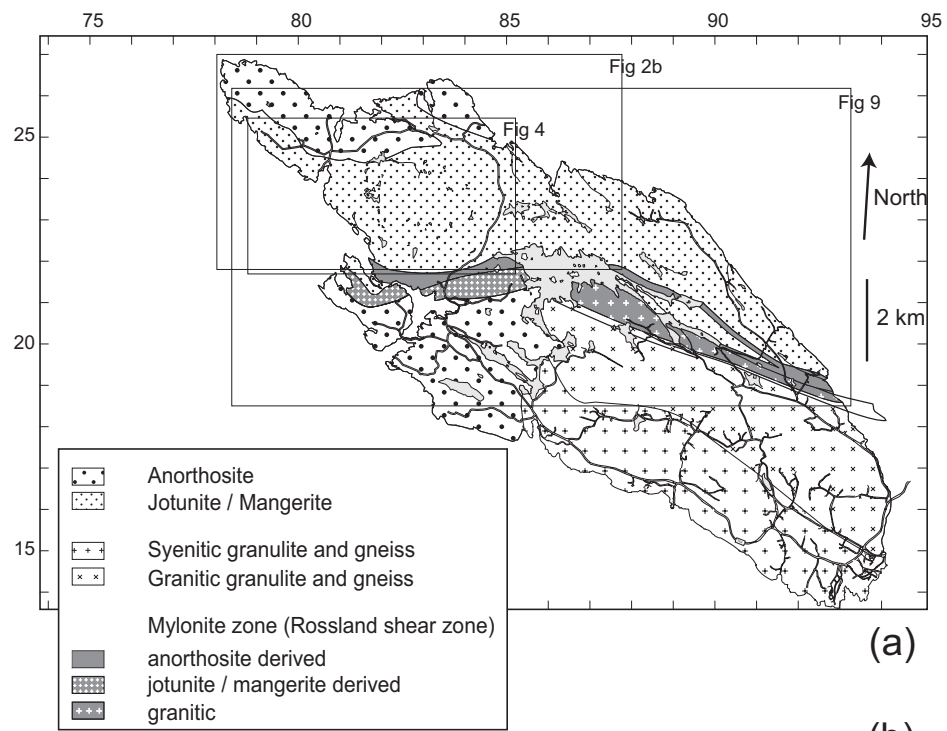 75 80 85 90 95
Fig 2b
Fig 9
25
Fig 4
North
2 km
20
Anorthosite
Jotunite / Mangerite
15
Syenitic granulite and gneiss
Granitic granulite and gneiss
Mylonite zone (Rossland shear zone)
(a)
anorthosite derived
jotunite / mangerite derived
granitic